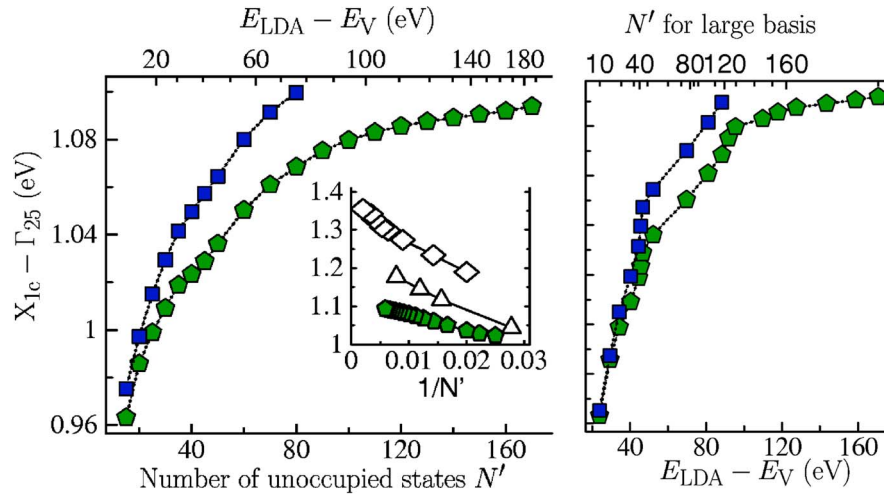 E_LDA − E_V (eV)
20 60 100 140 180
X_1c − Γ_25 (eV)
1.08
1.04
1
0.96
40 80 120 160
Number of unoccupied states N′
1.4
1.3
1.2
1.1
1
0 0.01 0.02 0.03
1/N'
N′ for large basis
10 40 80 120 160
40 80 120 160
E_LDA − E_V (eV)